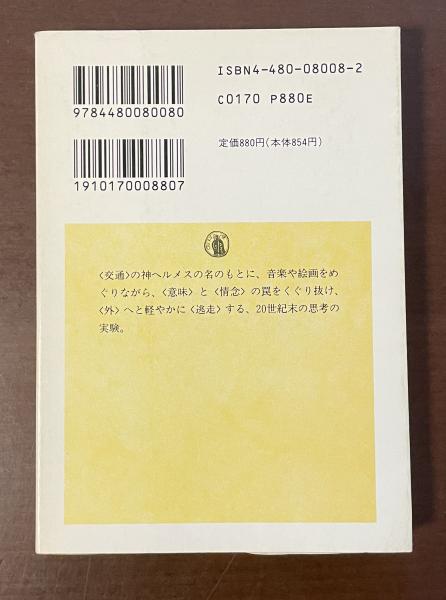 ISBN4-480-08008-2
C0170 P880E
9784480080080
定価880円(本体854円)
1910170008807
〈交通〉の神ヘルメスの名のもとに、音楽や絵画をめ
ぐりながら、〈意味〉と〈情念〉の罠をくぐり抜け、
〈外〉へと軽やかに〈逃走〉する、20世紀末の思考の
実験。